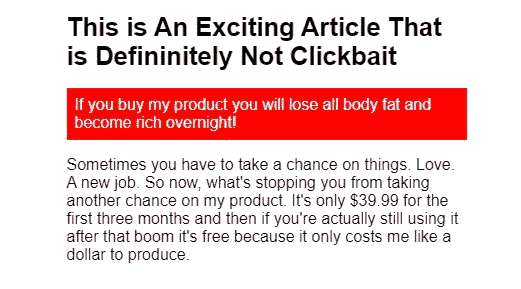 This is An Exciting Article That
is Defininitely Not Clickbait
If you buy my product you will lose all body fat and
become rich overnight!
Sometimes you have to take a chance on things. Love.
A new job. So now, what's stopping you from taking
another chance on my product. It's only $39.99 for the
first three months and then if you're actually still using it
after that boom it's free because it only costs me like a
dollar to produce.